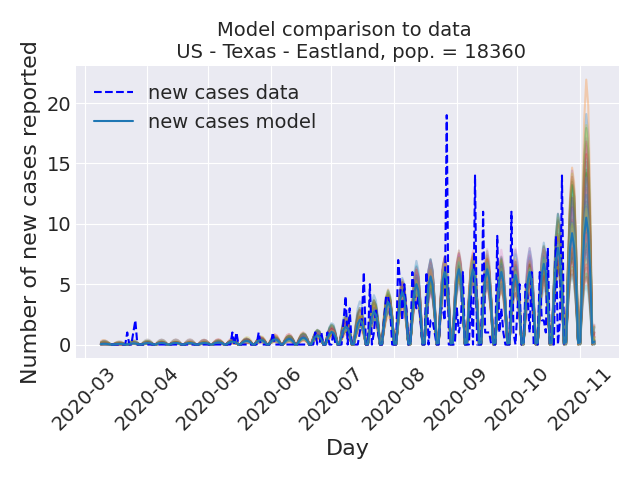 Model comparison to data
US - Texas - Eastland, pop. = 18360
Number of new cases reported
20
15
10
5
0
new cases data
new cases model
2020-03
2020-04
2020-05
2020-06
2020-07
2020-08
2020-09
2020-10
2020-11
Day